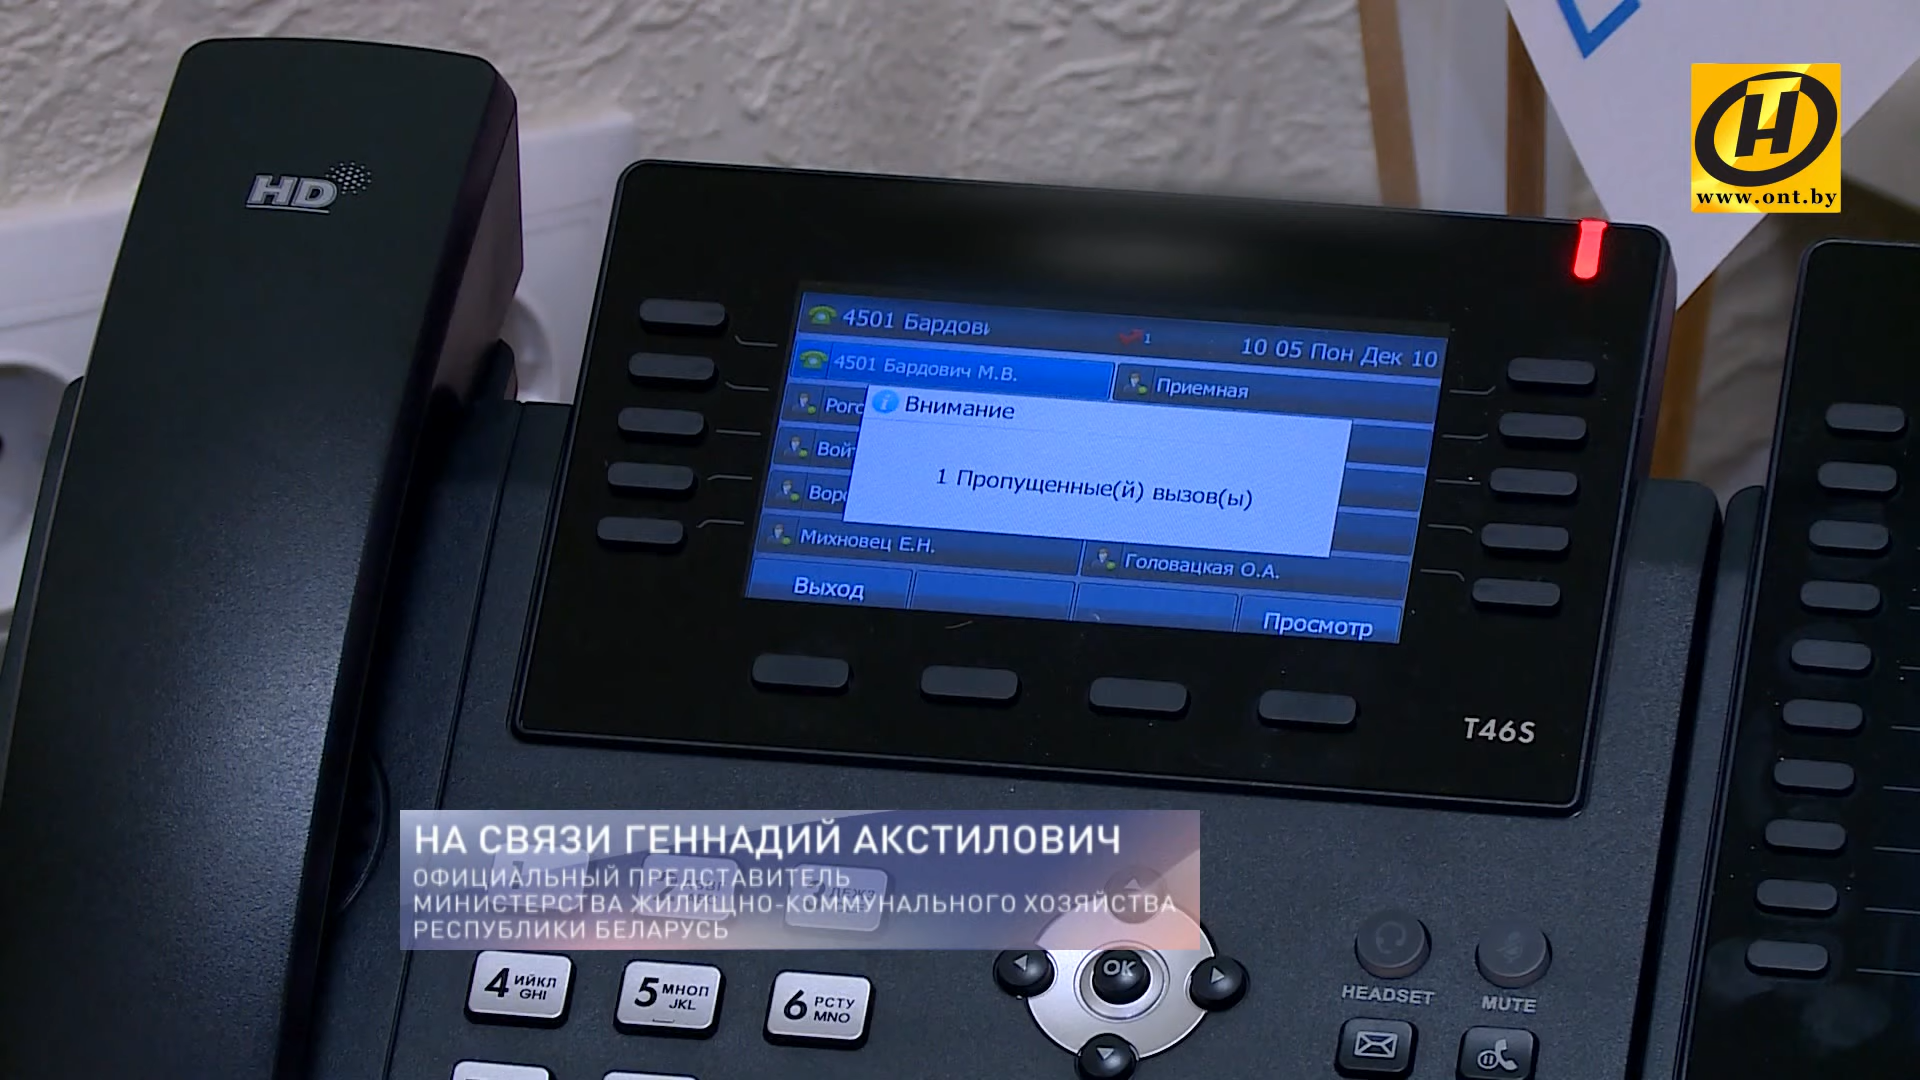 HD
Н
www.ont.by
4501 Бардови
1
10 05 Пон Дек 10
4501 Бардович М.В.
Приемная
Внимание
1 Пропущенные(й) вызов(ы)
Михновец Е.Н.
Головацкая О.А.
Выход
Просмотр
T46S
НА СВЯЗИ ГЕННАДИЙ АКСТИЛОВИЧ
ОФИЦИАЛЬНЫЙ ПРЕДСТАВИТЕЛЬ
МИНИСТЕРСТВА ЖИЛИЩНО-КОММУНАЛЬНОГО ХОЗЯЙСТВА
РЕСПУБЛИКИ БЕЛАРУСЬ
4 ИЙКЛ GHI
5 МНОП JKL
6 РСТУ MNO
OK
HEADSET
MUTE